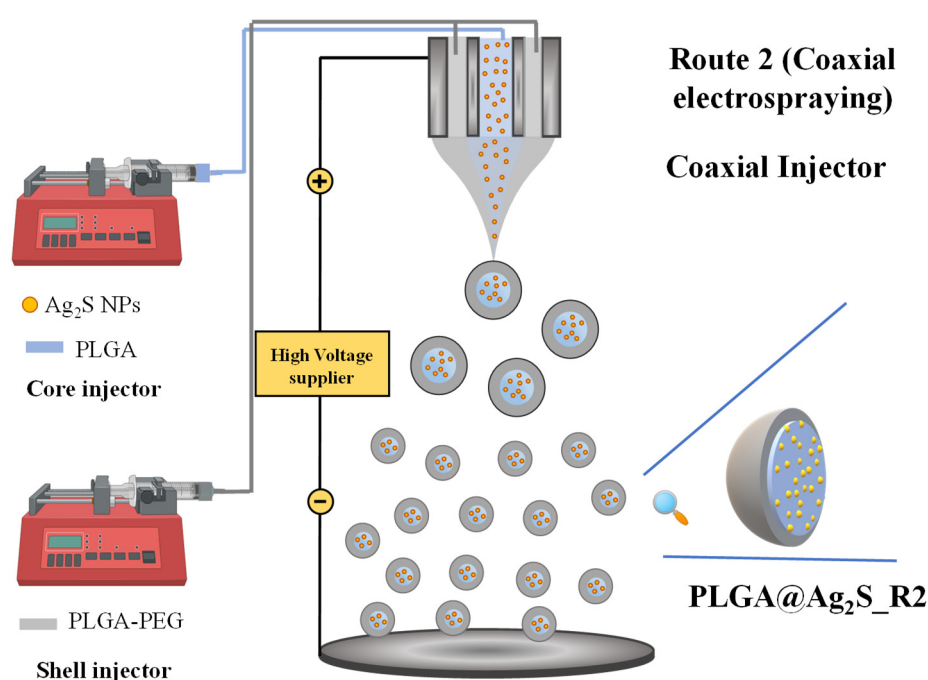 Route 2 (Coaxial
electrospraying)
Coaxial Injector
+
Ag₂S NPs
PLGA
Core injector
High Voltage
supplier
−
PLGA@Ag₂S_R2
PLGA-PEG
Shell injector